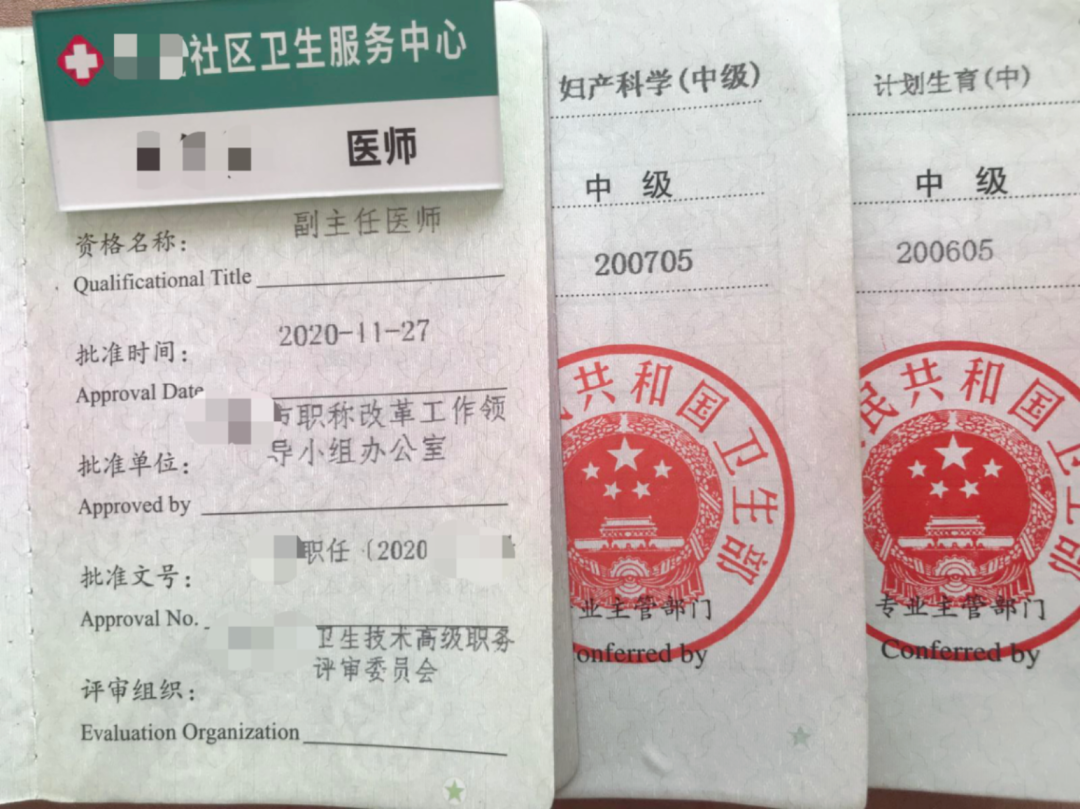 社区卫生服务中心
医师
副主任医师
资格名称:
Qualificational Title
2020-11-27
批准时间:
Approval Date
市职称改革工作领
导小组办公室
批准单位:
Approved by
职任〔2020
批准文号:
Approval No.
卫生技术高级职务
评审委员会
评审组织:
Evaluation Organization
妇产科学(中级)
中 级
200705
民共和国卫生部
业主管部门
onferred by
计划生育(中)
中 级
200605
民共和国卫生部
专业主管部门
Conferred by